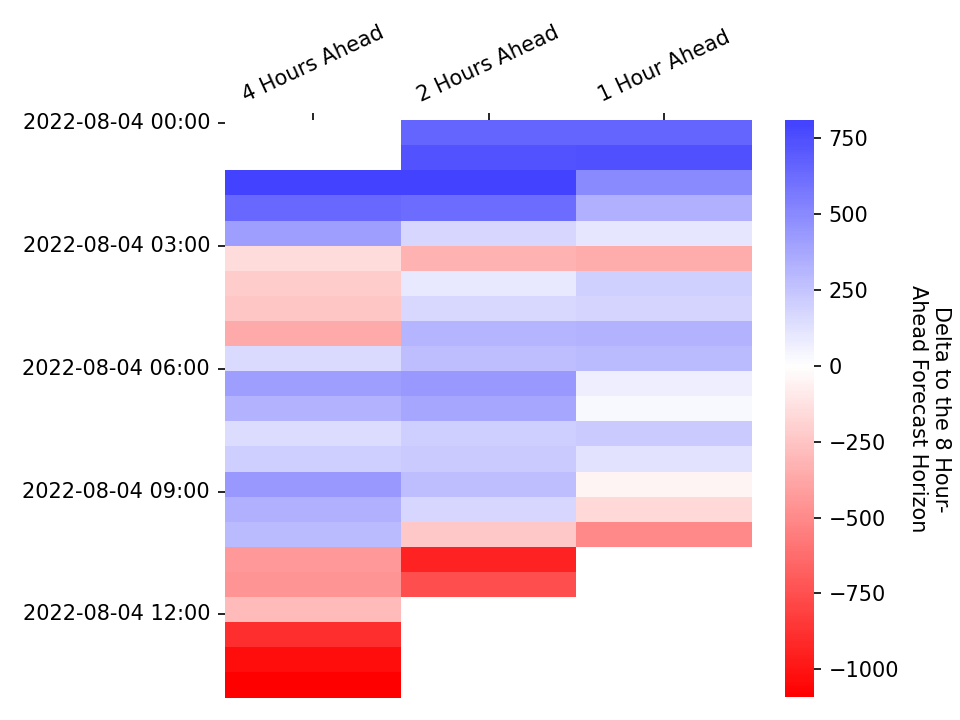 4 Hours Ahead
2 Hours Ahead
1 Hour Ahead
2022-08-04 00:00
2022-08-04 03:00
2022-08-04 06:00
2022-08-04 09:00
2022-08-04 12:00
750
500
250
0
−250
−500
−750
−1000
Delta to the 8 Hour-
Ahead Forecast Horizon